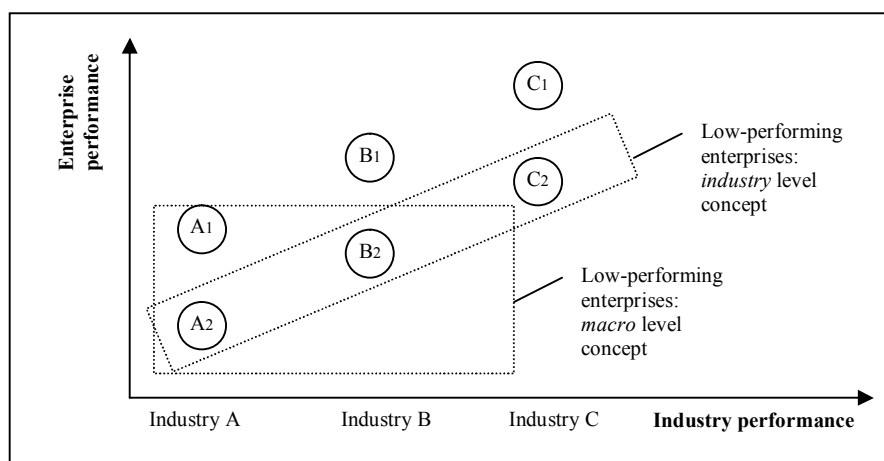 Enterprise
performance
C1
B1
C2
A1
B2
A2
Low-performing
enterprises:
industry level
concept
Low-performing
enterprises:
macro level
concept
Industry A
Industry B
Industry C
Industry performance